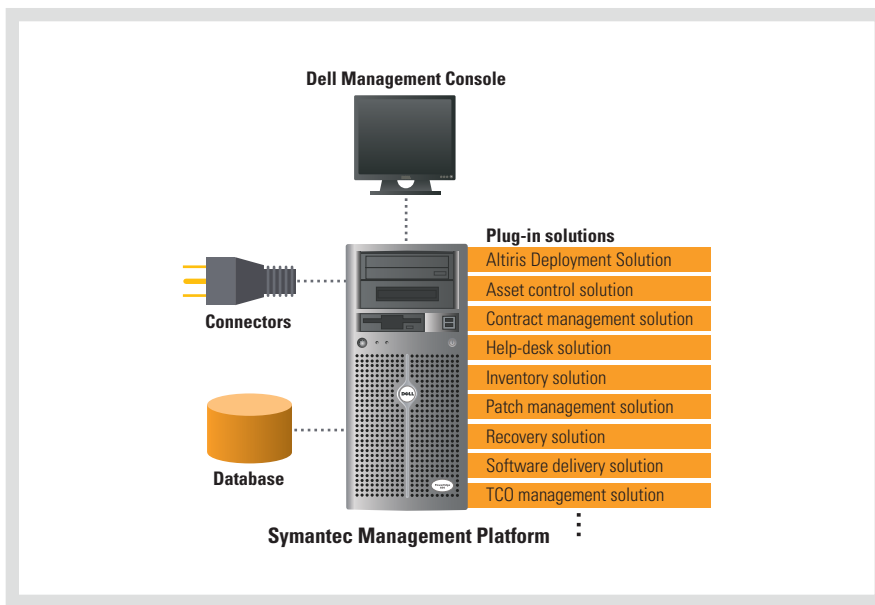 Dell Management Console
Plug-in solutions
Altiris Deployment Solution
Asset control solution
Contract management solution
Help-desk solution
Inventory solution
Patch management solution
Recovery solution
Software delivery solution
TCO management solution
Connectors
Database
DELL
Symantec Management Platform